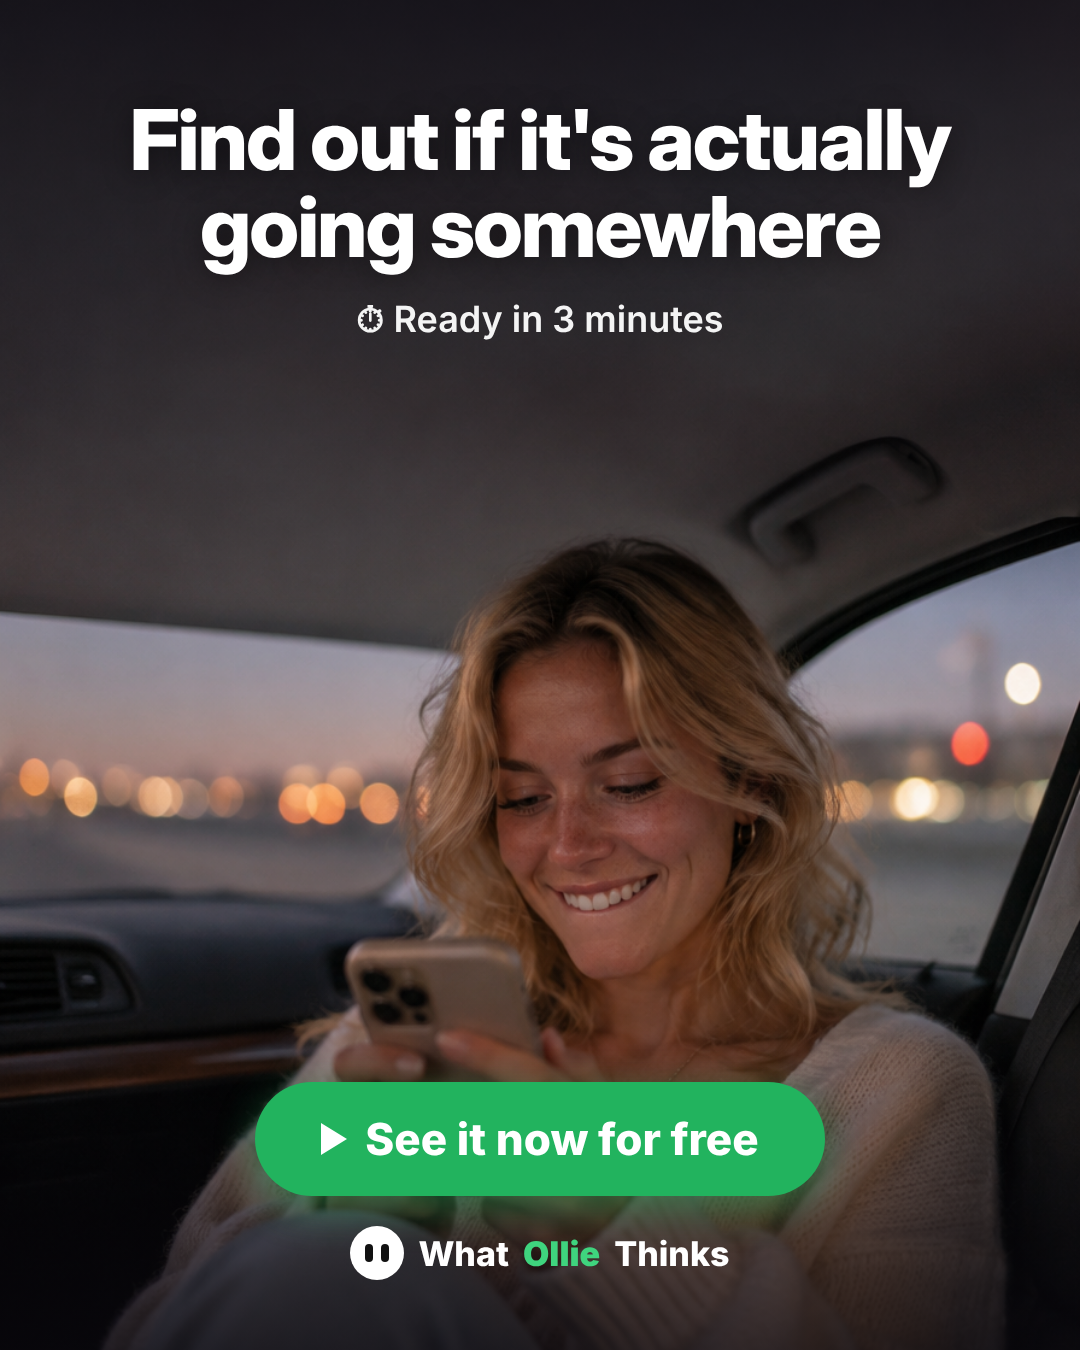 Find out if it's actually
going somewhere
⏱ Ready in 3 minutes
▶ See it now for free
What Ollie Thinks